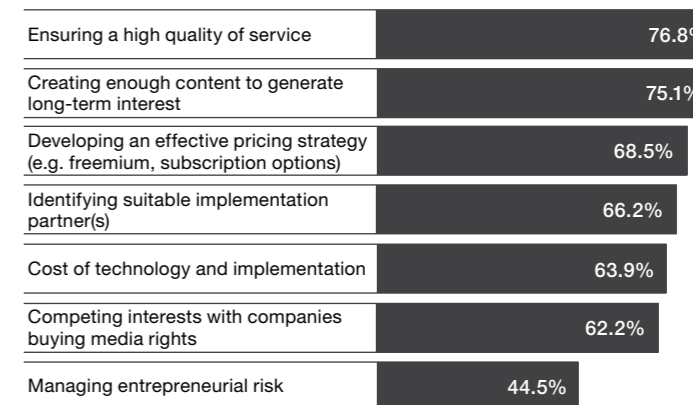 Ensuring a high quality of service 76.8%
Creating enough content to generate
long-term interest 75.1%
Developing an effective pricing strategy
(e.g. freemium, subscription options) 68.5%
Identifying suitable implementation
partner(s) 66.2%
Cost of technology and implementation 63.9%
Competing interests with companies
buying media rights 62.2%
Managing entrepreneurial risk 44.5%